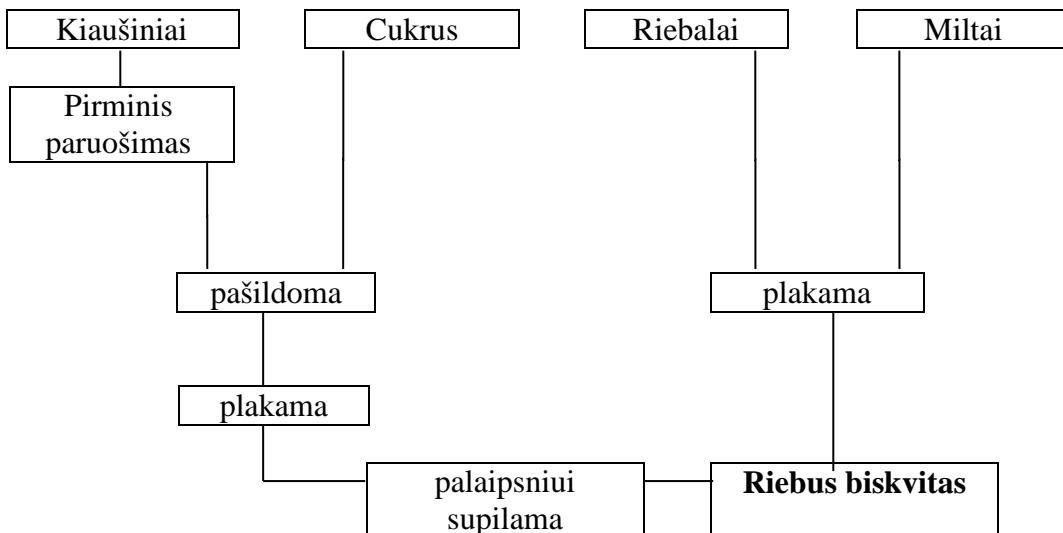 Kiaušiniai
Cukrus
Riebalai
Miltai
Pirminis
paruošimas
pašildoma
plakama
plakama
palaipsniui
supilama
Riebus biskvitas